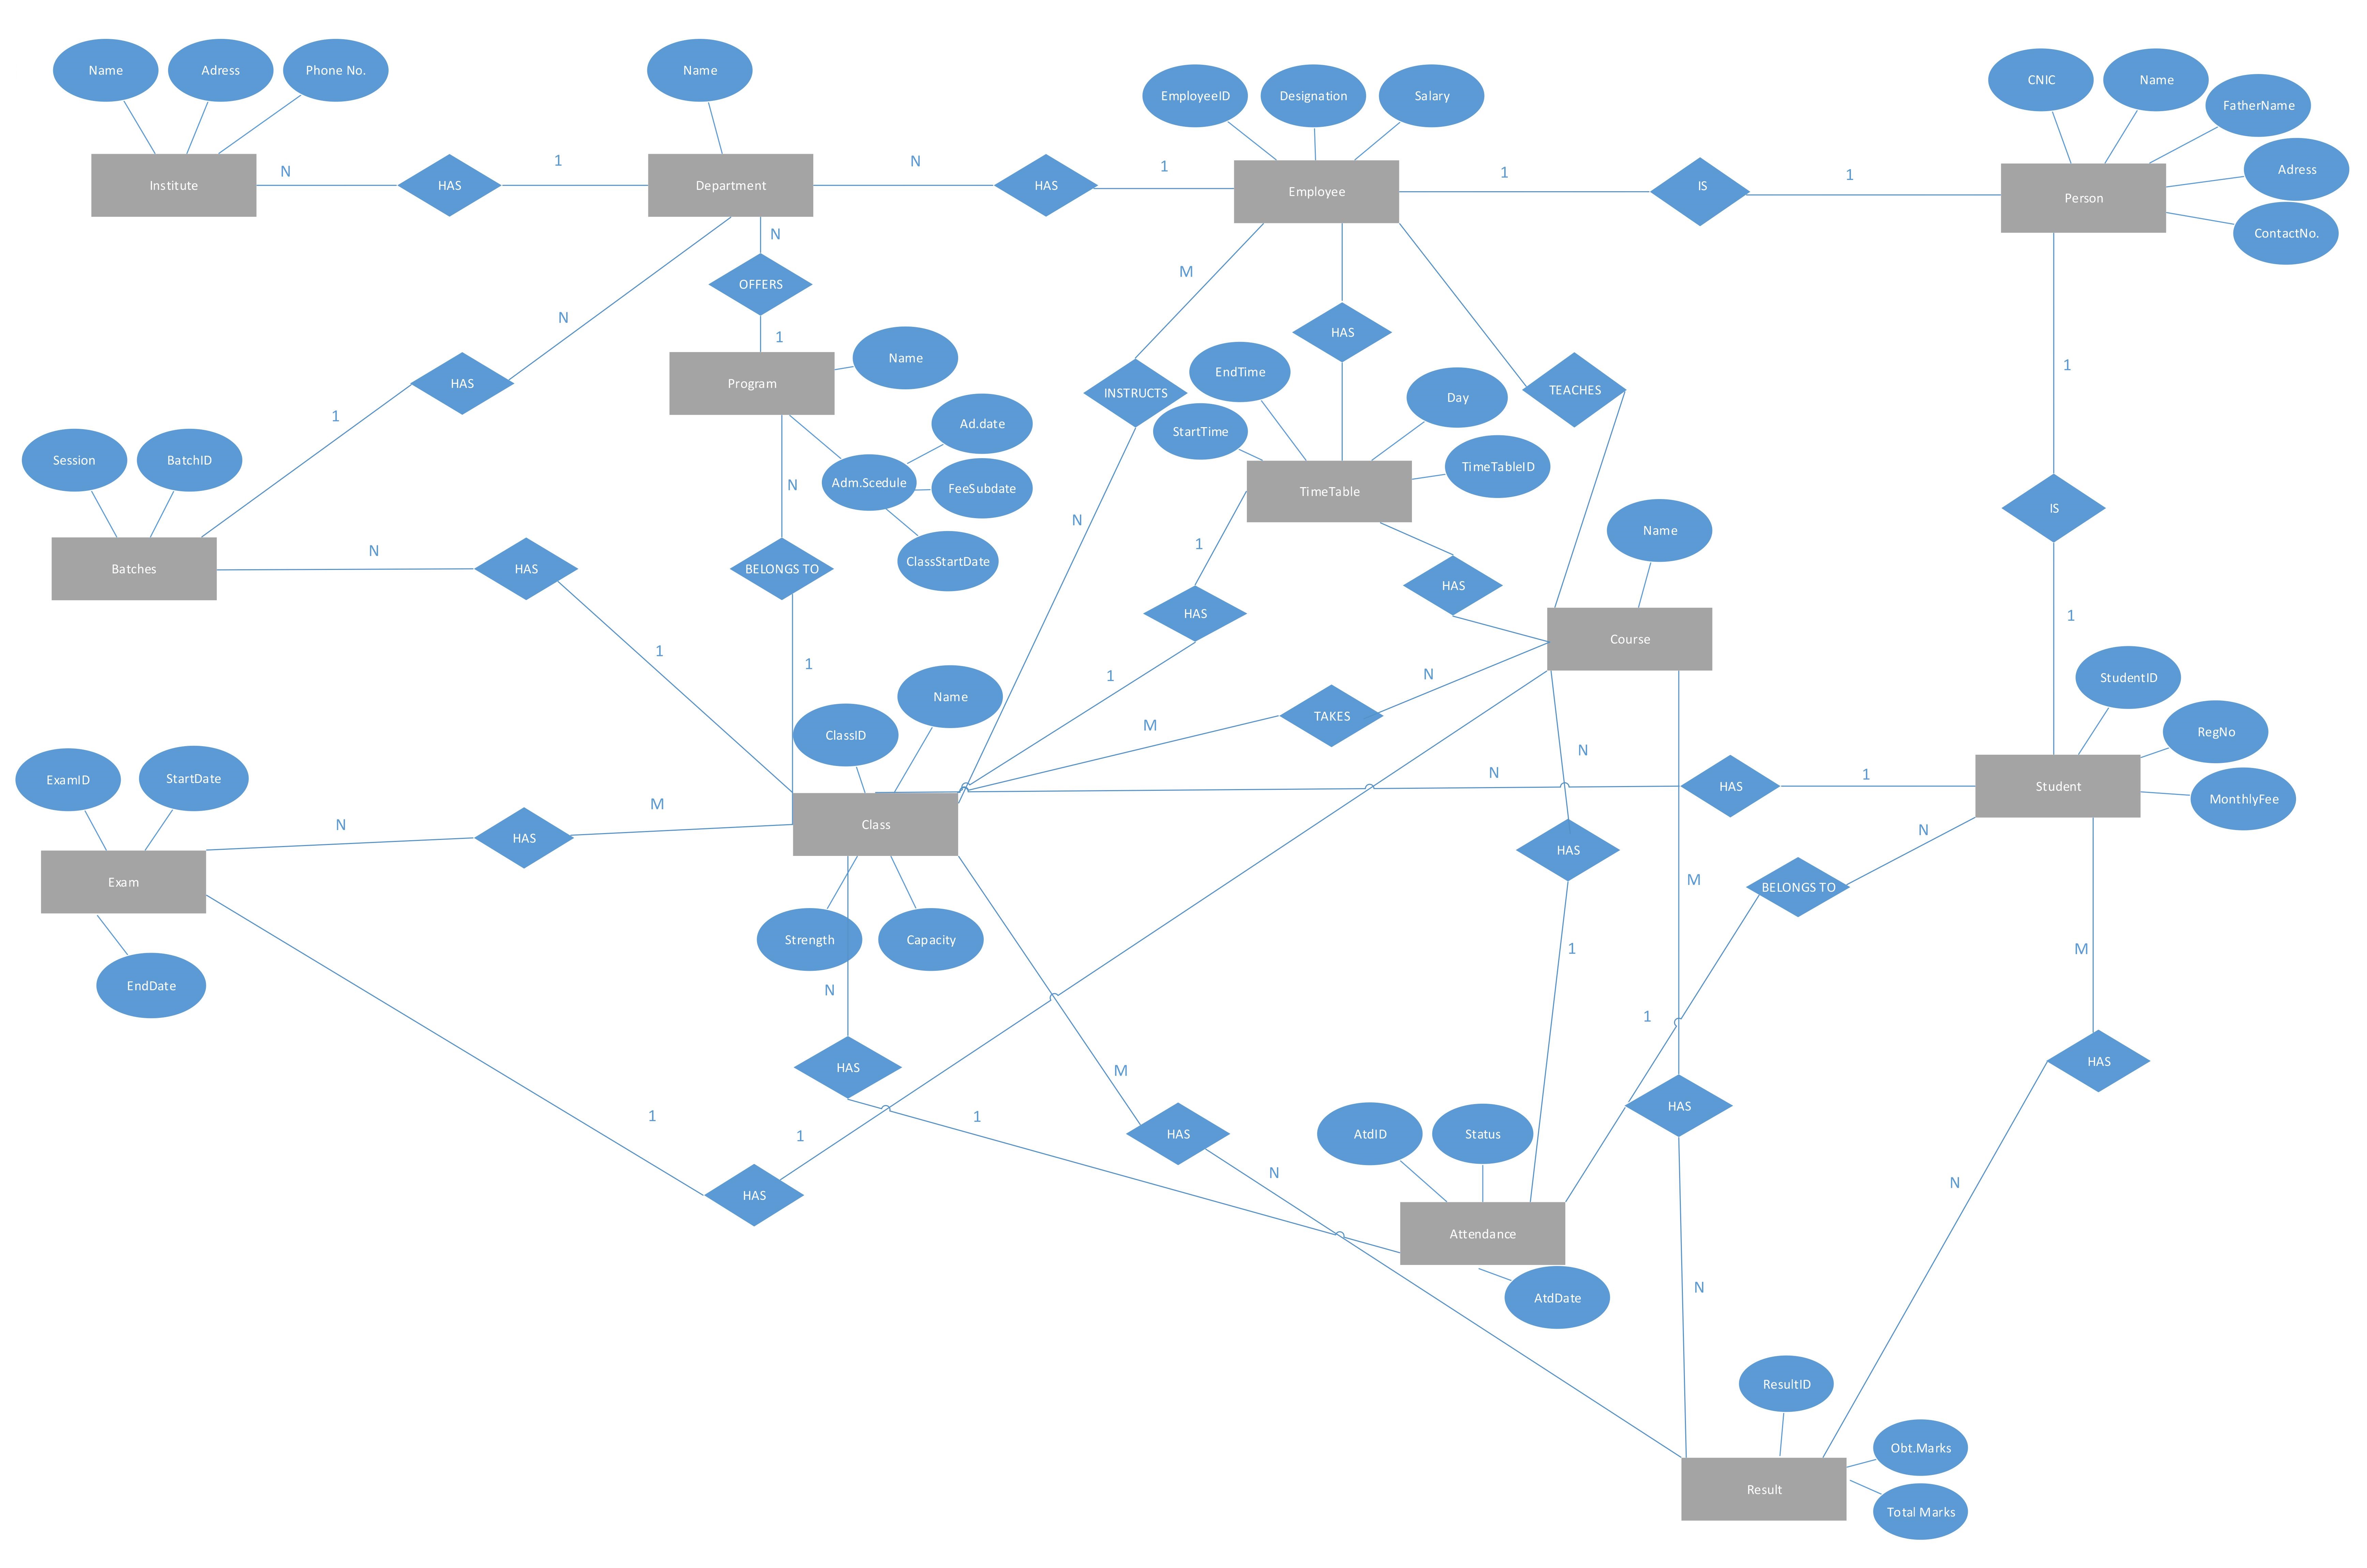 Name
Adress
Phone No.
Name
EmployeeID
Designation
Salary
CNIC
Name
FatherName
Adress
ContactNo.
Institute
N
HAS
1
Department
N
HAS
1
Employee
1
IS
1
Person
N
OFFERS
1
N
HAS
1
M
INSTRUCTS
N
HAS
TEACHES
1
Program
Name
Adm.Scedule
Ad.date
FeeSubdate
ClassStartDate
EndTime
StartTime
Day
TimeTableID
TimeTable
Session
BatchID
Batches
N
HAS
1
N
BELONGS TO
1
1
HAS
1
HAS
Name
Course
IS
1
M
TAKES
N
ClassID
Name
StudentID
RegNo
MonthlyFee
Student
N
HAS
1
ExamID
StartDate
Exam
EndDate
N
HAS
M
Class
Strength
Capacity
N
HAS
1
N
HAS
1
M
HAS
N
N
BELONGS TO
1
M
HAS
N
1
HAS
1
M
HAS
N
AtdID
Status
Attendance
AtdDate
ResultID
Obt.Marks
Total Marks
Result